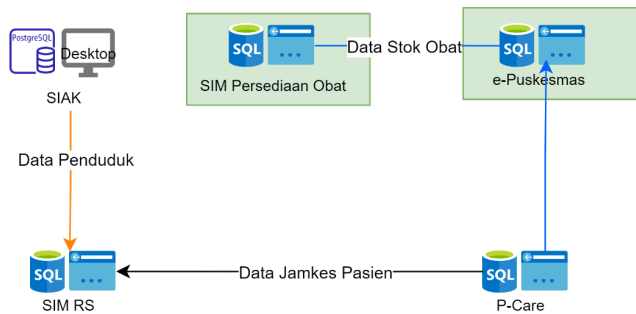 PostgreSQL
Desktop
SIAK
SQL
Data Stok Obat
SQL
SIM Persediaan Obat
e-Puskesmas
Data Penduduk
SQL
SIM RS
Data Jamkes Pasien
SQL
P-Care